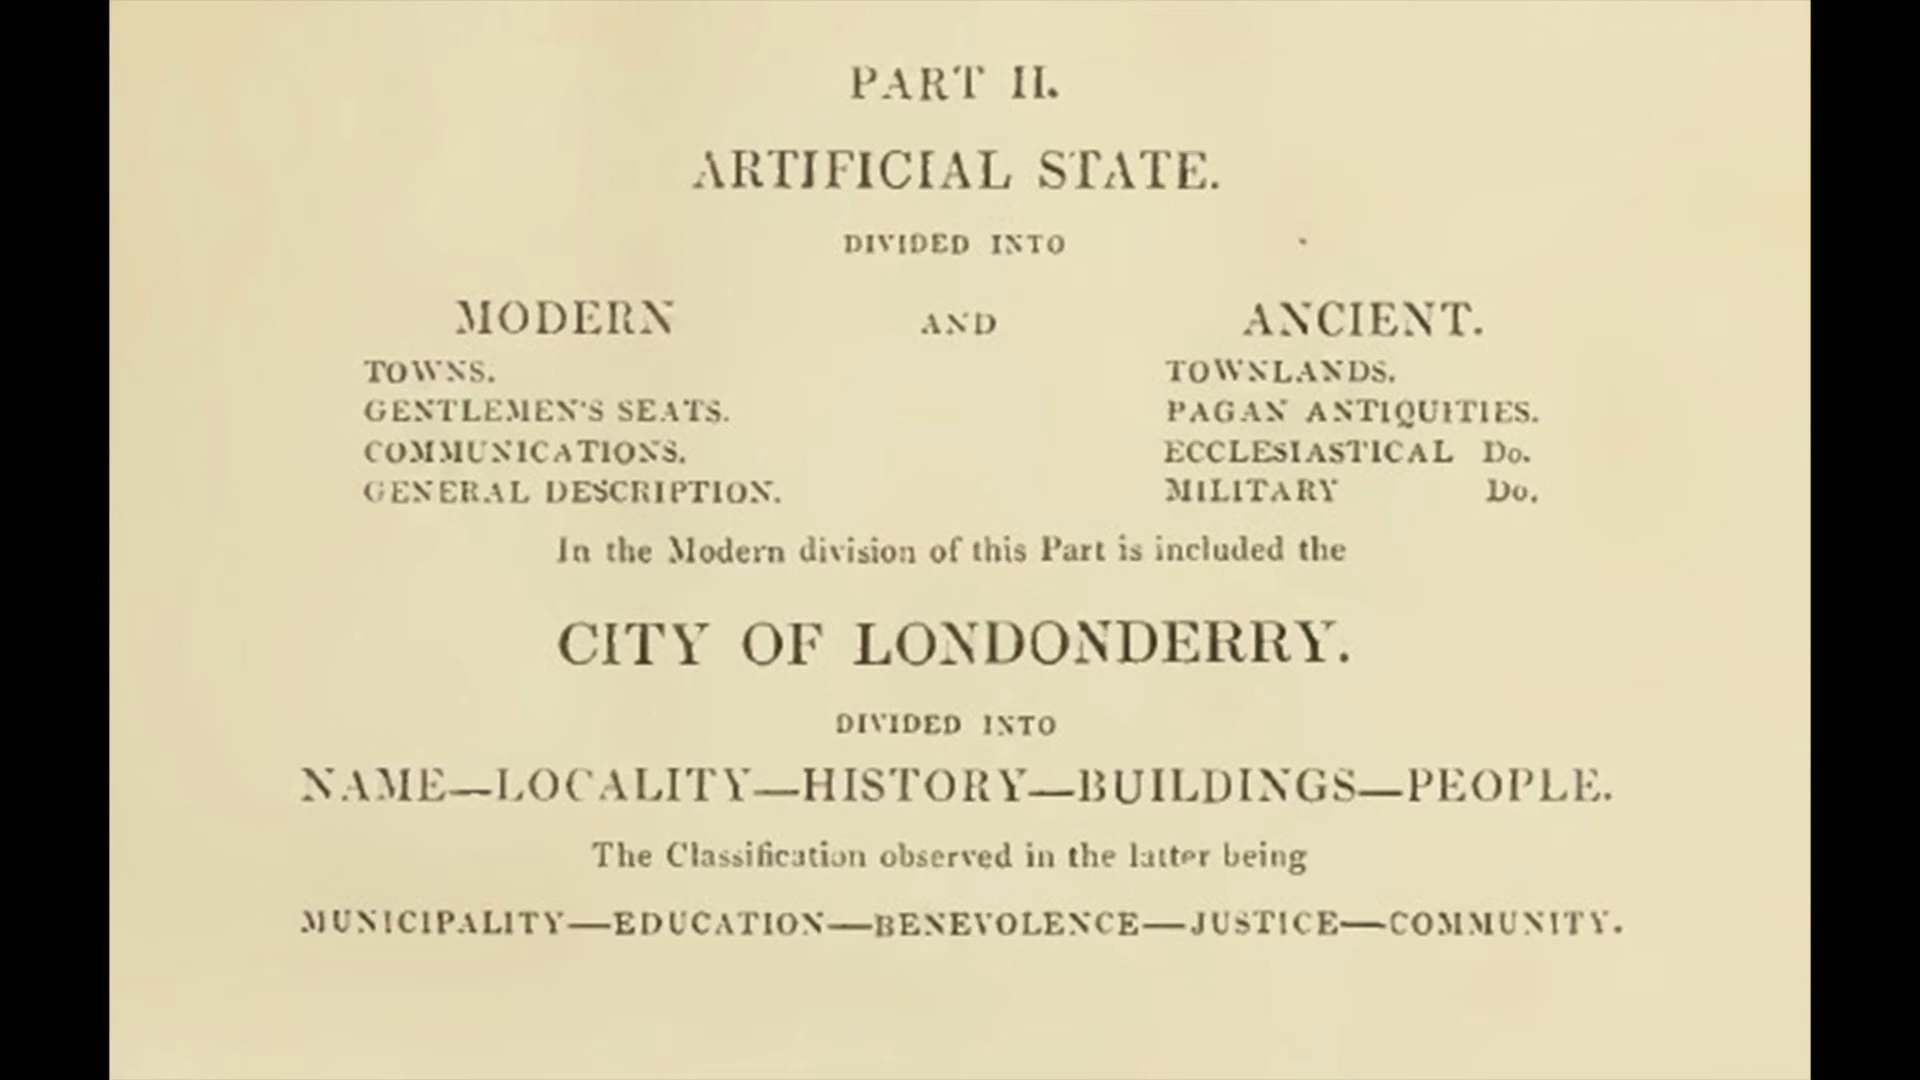 PART II.
ARTIFICIAL STATE.
DIVIDED INTO
MODERN AND ANCIENT.
TOWNS.
GENTLEMEN'S SEATS.
COMMUNICATIONS.
GENERAL DESCRIPTION.
TOWNLANDS.
PAGAN ANTIQUITIES.
ECCLESIASTICAL Do.
MILITARY Do.
In the Modern division of this Part is included the
CITY OF LONDONDERRY.
DIVIDED INTO
NAME—LOCALITY—HISTORY—BUILDINGS—PEOPLE.
The Classification observed in the latter being
MUNICIPALITY—EDUCATION—BENEVOLENCE—JUSTICE—COMMUNITY.